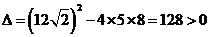 Δ = (12√2)² − 4×5×8 = 128 > 0